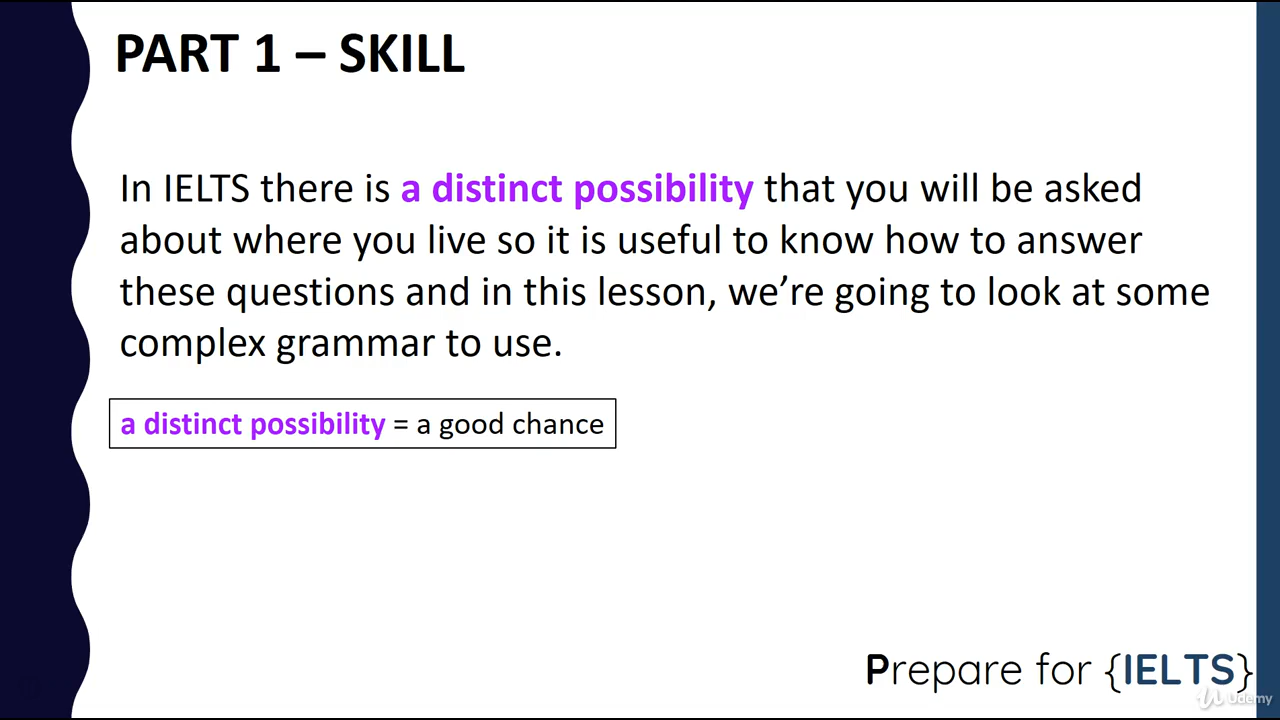 PART 1 – SKILL
In IELTS there is a distinct possibility that you will be asked
about where you live so it is useful to know how to answer
these questions and in this lesson, we’re going to look at some
complex grammar to use.
a distinct possibility = a good chance
Prepare for {IELTS}
Udemy